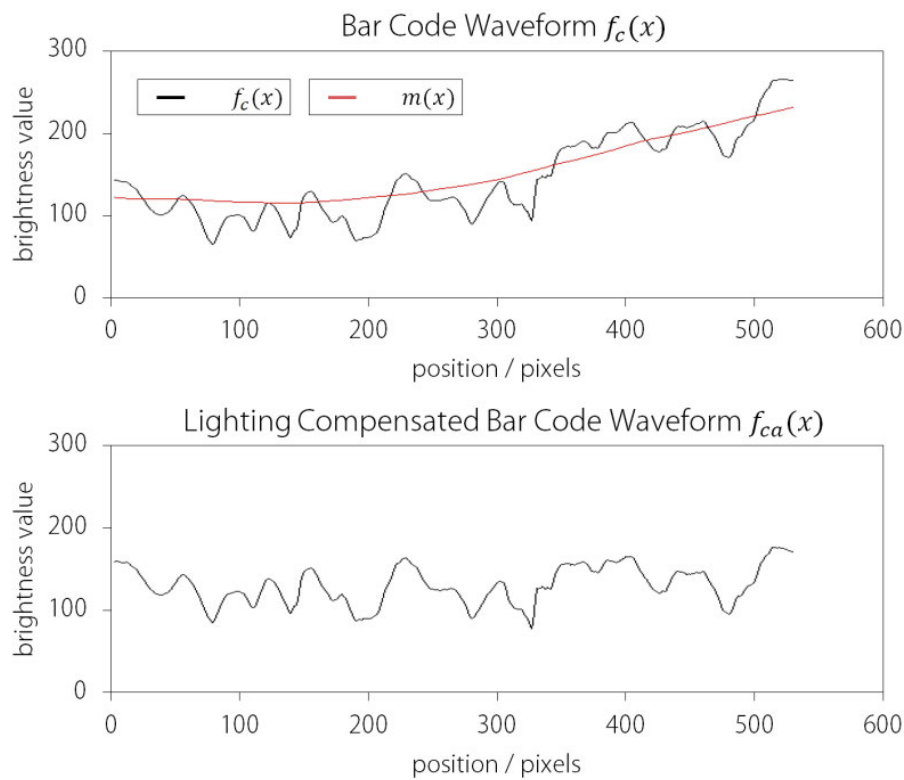 Bar Code Waveform f_c(x)
300
f_c(x)
m(x)
200
100
0
brightness value
0 100 200 300 400 500 600
position / pixels
Lighting Compensated Bar Code Waveform f_{ca}(x)
300
200
100
0
brightness value
0 100 200 300 400 500 600
position / pixels